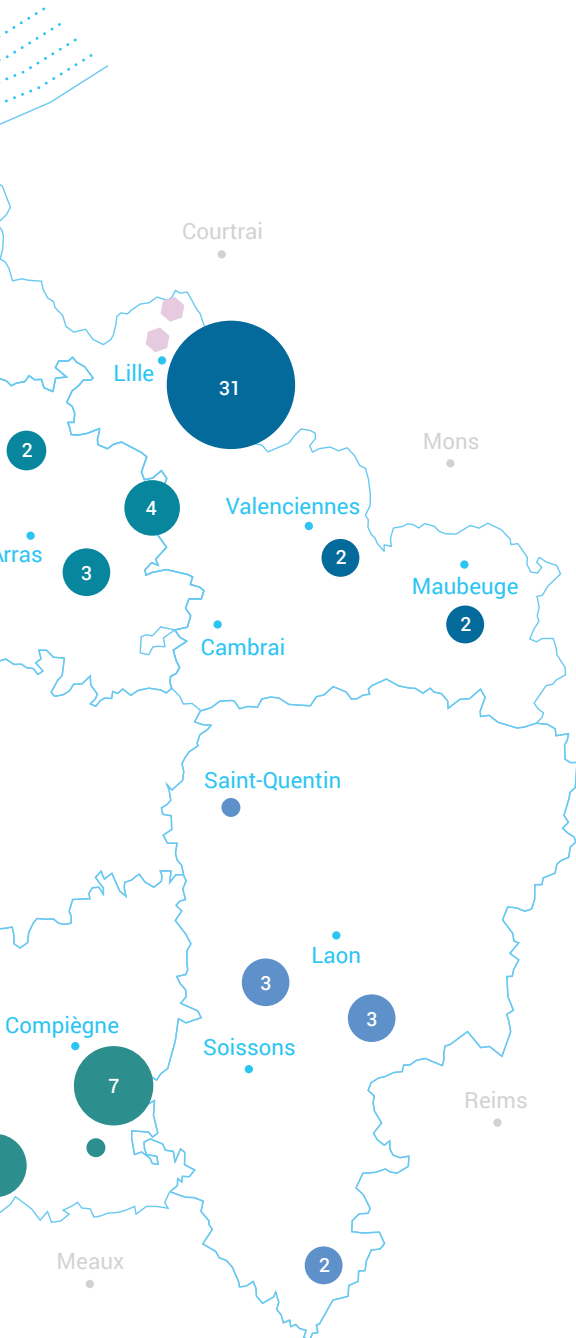 Courtrai
Lille
31
Mons
2
Valenciennes
4
2
Arras
3
Maubeuge
2
Cambrai
Saint-Quentin
Laon
3
3
Compiègne
Soissons
7
Reims
Meaux
2